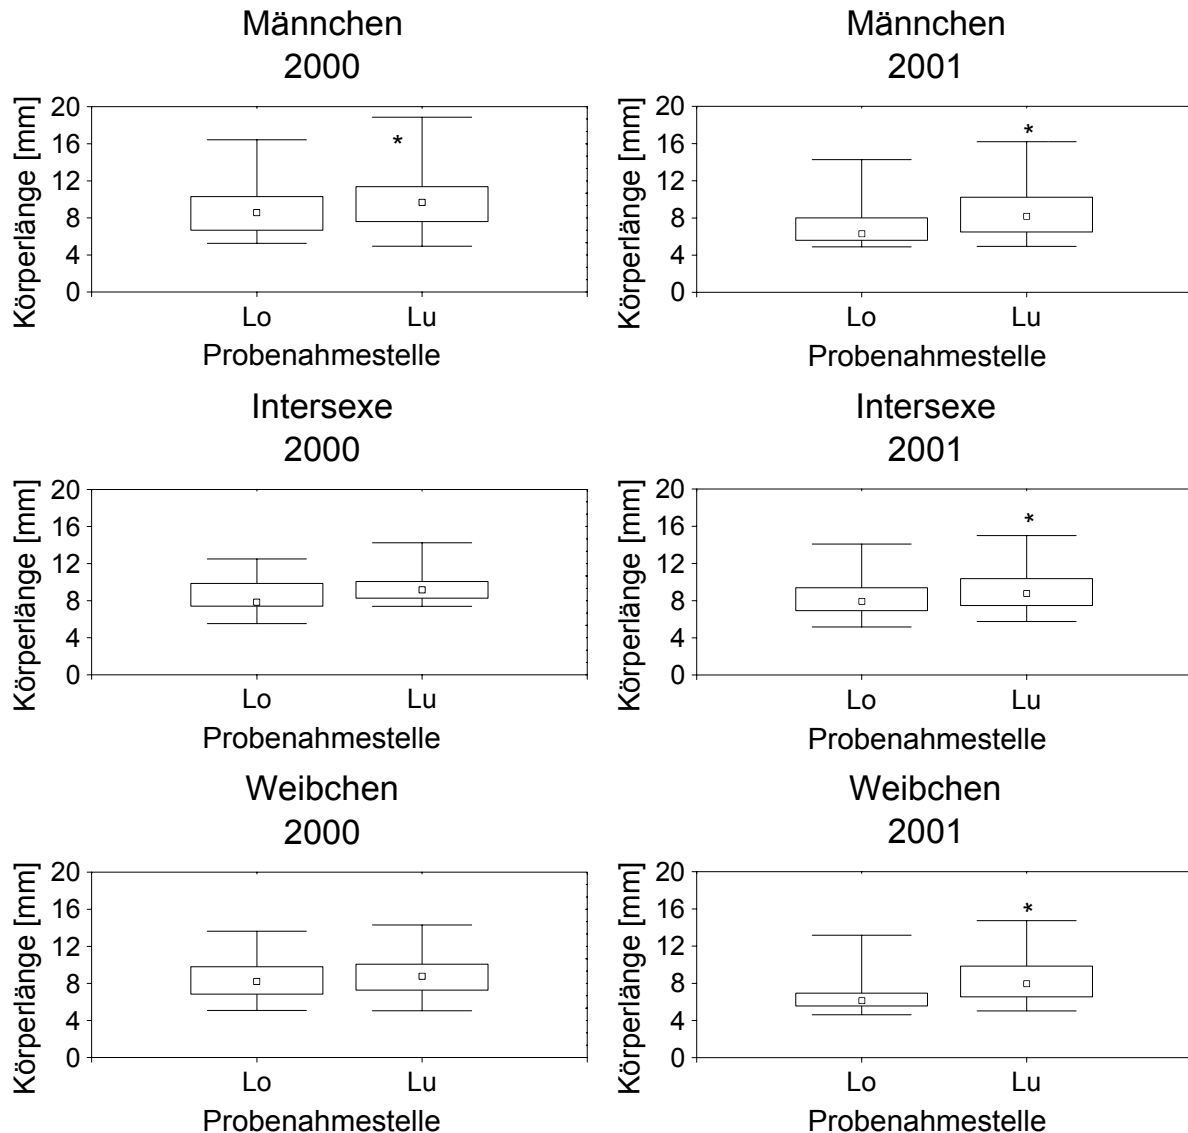 Männchen
2000
Körperlänge [mm]
20
16
12
8
4
0
*
Lo Lu
Probenahmestelle
Männchen
2001
Körperlänge [mm]
20
16
12
8
4
0
*
Lo Lu
Probenahmestelle
Intersexe
2000
Körperlänge [mm]
20
16
12
8
4
0
Lo Lu
Probenahmestelle
Intersexe
2001
Körperlänge [mm]
20
16
12
8
4
0
*
Lo Lu
Probenahmestelle
Weibchen
2000
Körperlänge [mm]
20
16
12
8
4
0
Lo Lu
Probenahmestelle
Weibchen
2001
Körperlänge [mm]
20
16
12
8
4
0
*
Lo Lu
Probenahmestelle